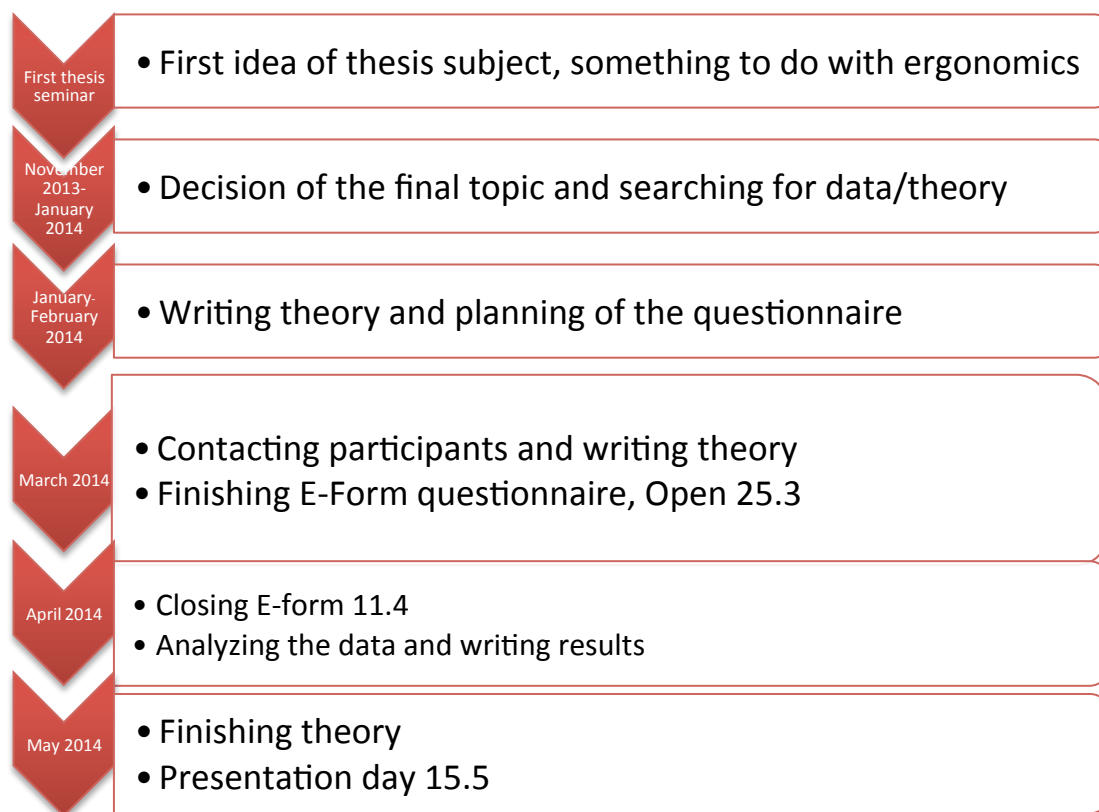 First thesis
seminar
• First idea of thesis subject, something to do with ergonomics
November
2013-
January
2014
• Decision of the final topic and searching for data/theory
January-
February
2014
• Writing theory and planning of the questionnaire
March 2014
• Contacting participants and writing theory
• Finishing E-Form questionnaire, Open 25.3
April 2014
• Closing E-form 11.4
• Analyzing the data and writing results
May 2014
• Finishing theory
• Presentation day 15.5